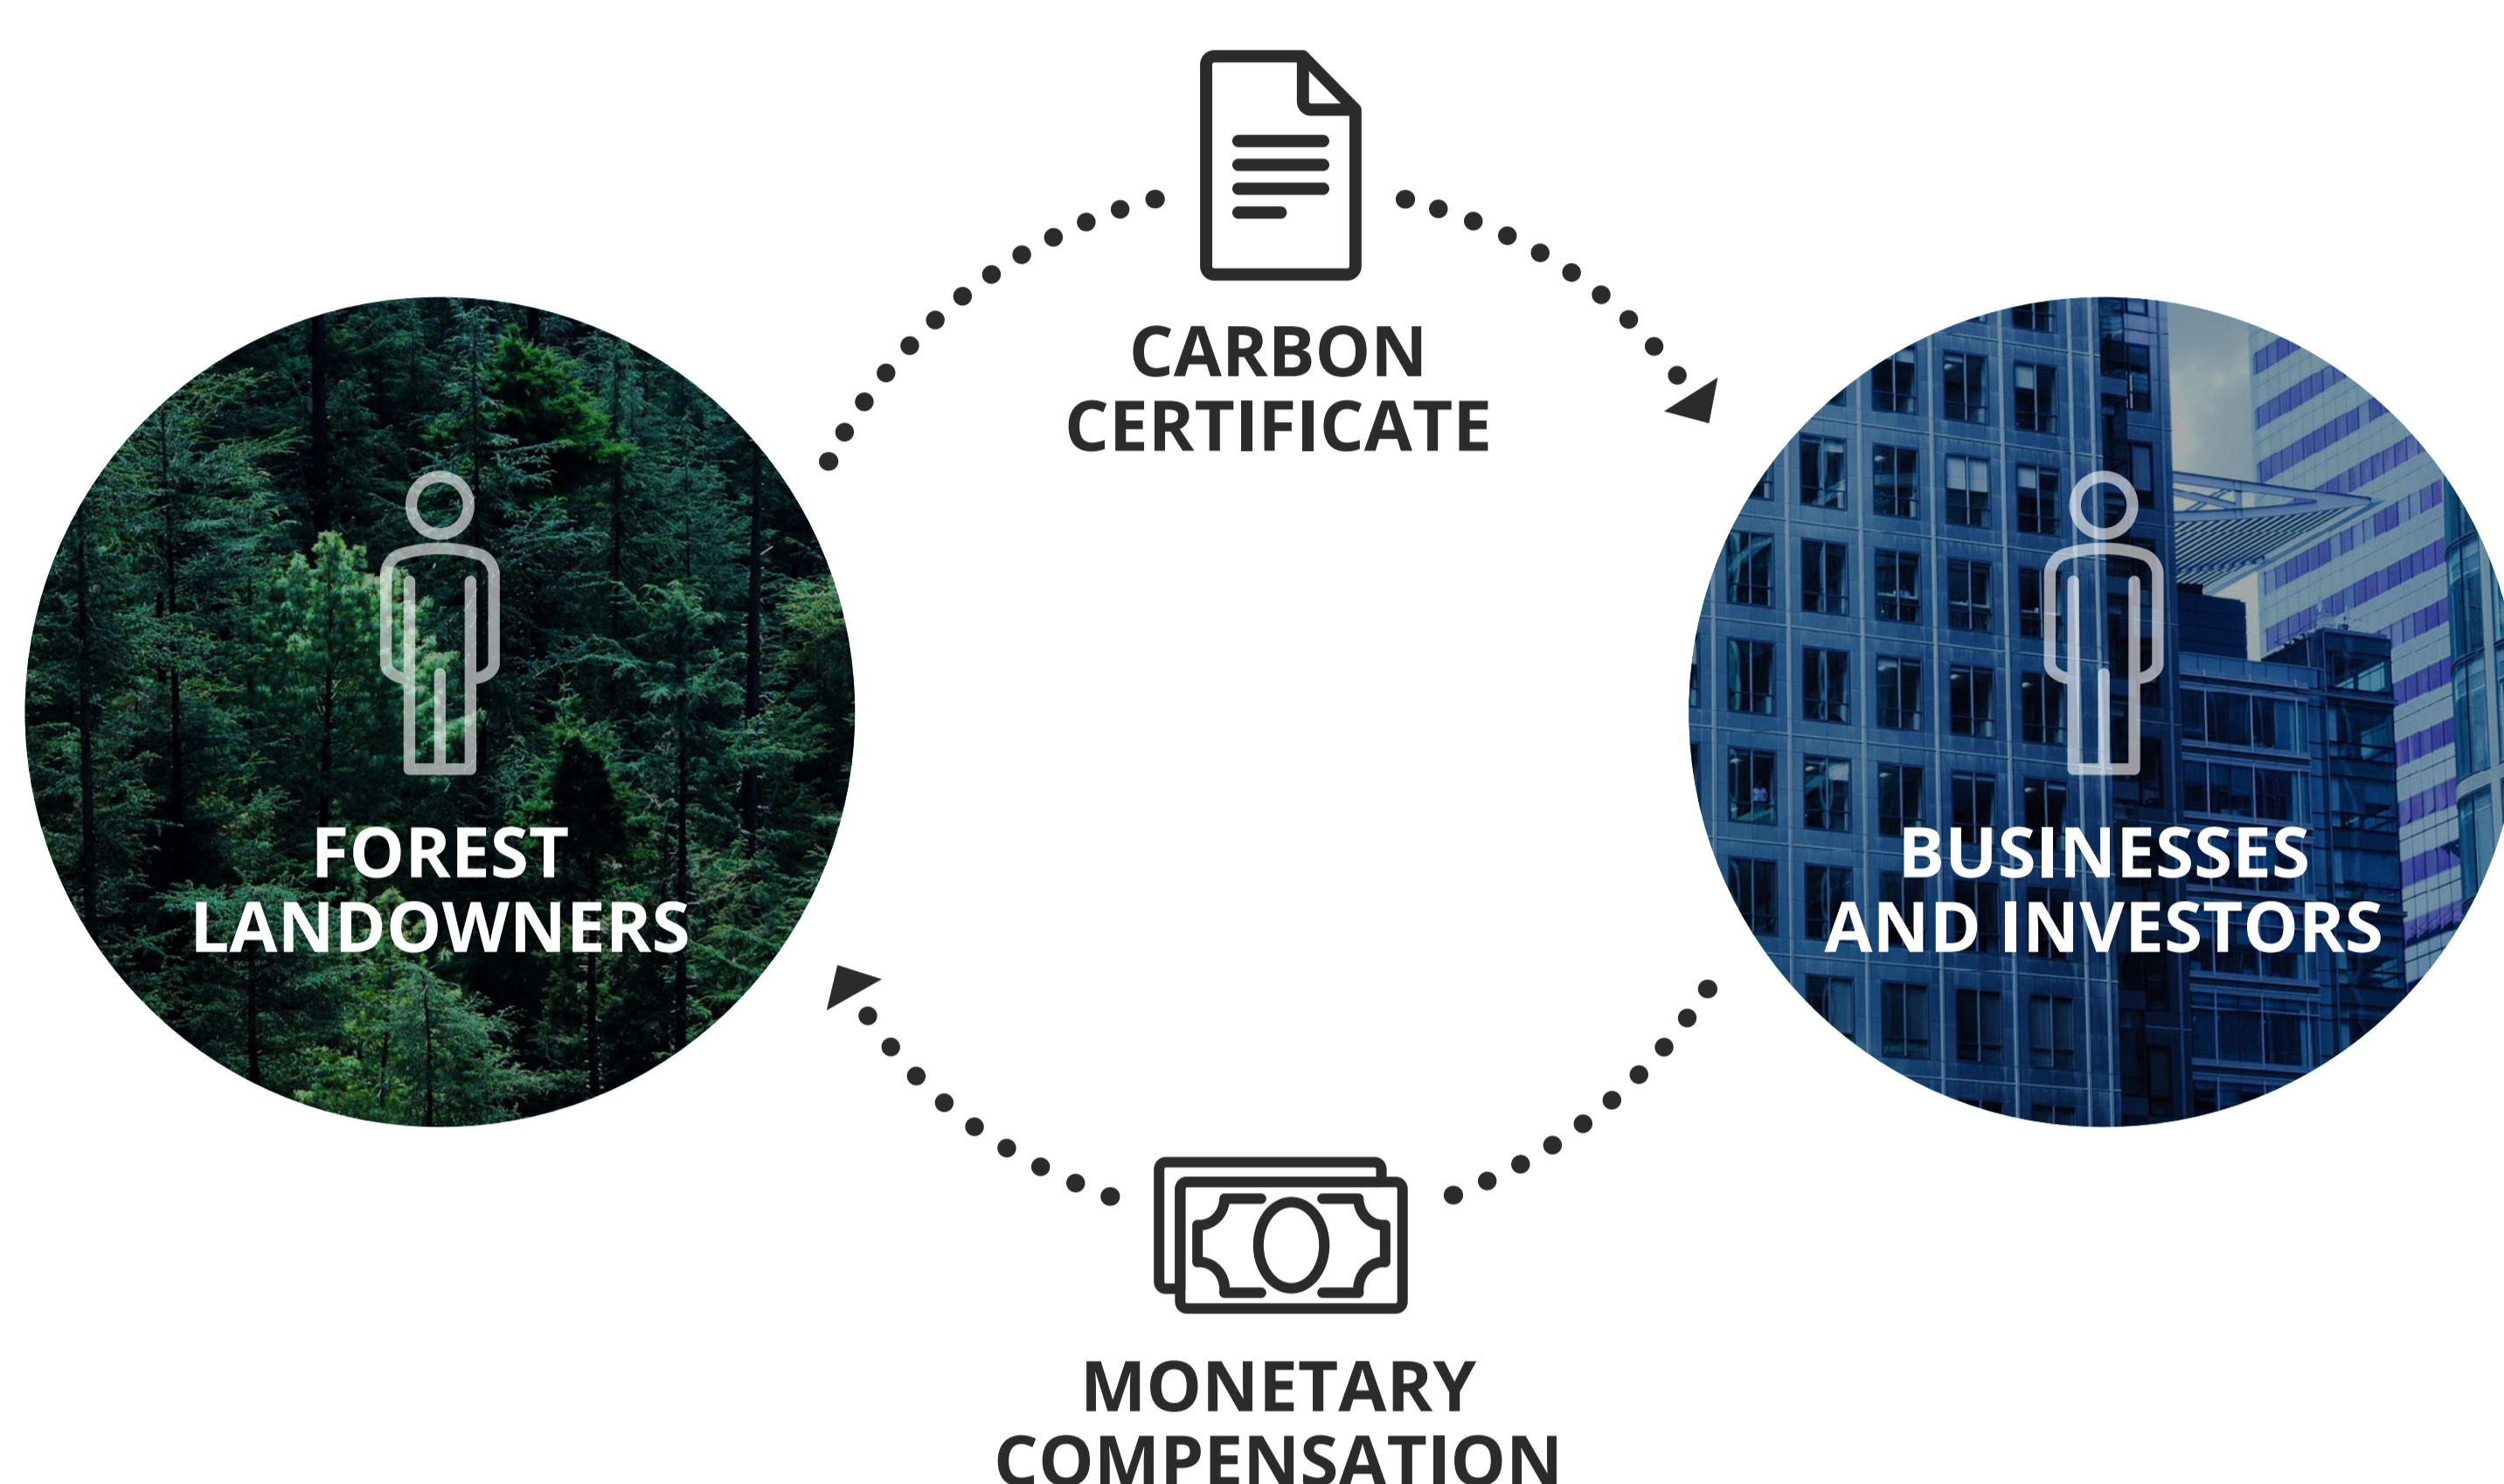 CARBON
CERTIFICATE
FOREST
LANDOWNERS
BUSINESSES
AND INVESTORS
MONETARY
COMPENSATION